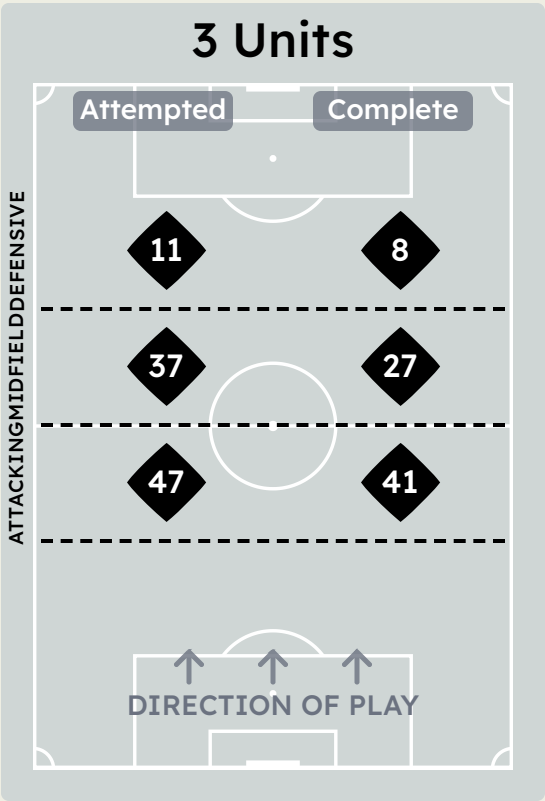 3 Units
Attempted Complete
11 8
37 27
47 41
ATTACKINGMIDFIELDDEFENSIVE
DIRECTION OF PLAY